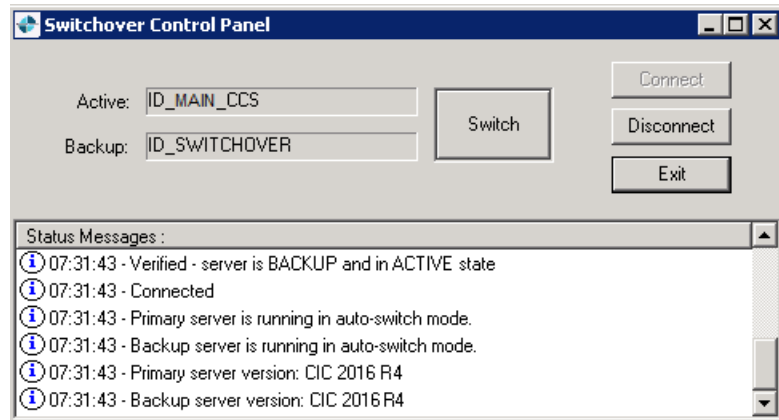 Switchover Control Panel
Active: ID_MAIN_CCS
Backup: ID_SWITCHOVER
Switch
Connect
Disconnect
Exit
Status Messages :
07:31:43 - Verified - server is BACKUP and in ACTIVE state
07:31:43 - Connected
07:31:43 - Primary server is running in auto-switch mode.
07:31:43 - Backup server is running in auto-switch mode.
07:31:43 - Primary server version: CIC 2016 R4
07:31:43 - Backup server version: CIC 2016 R4